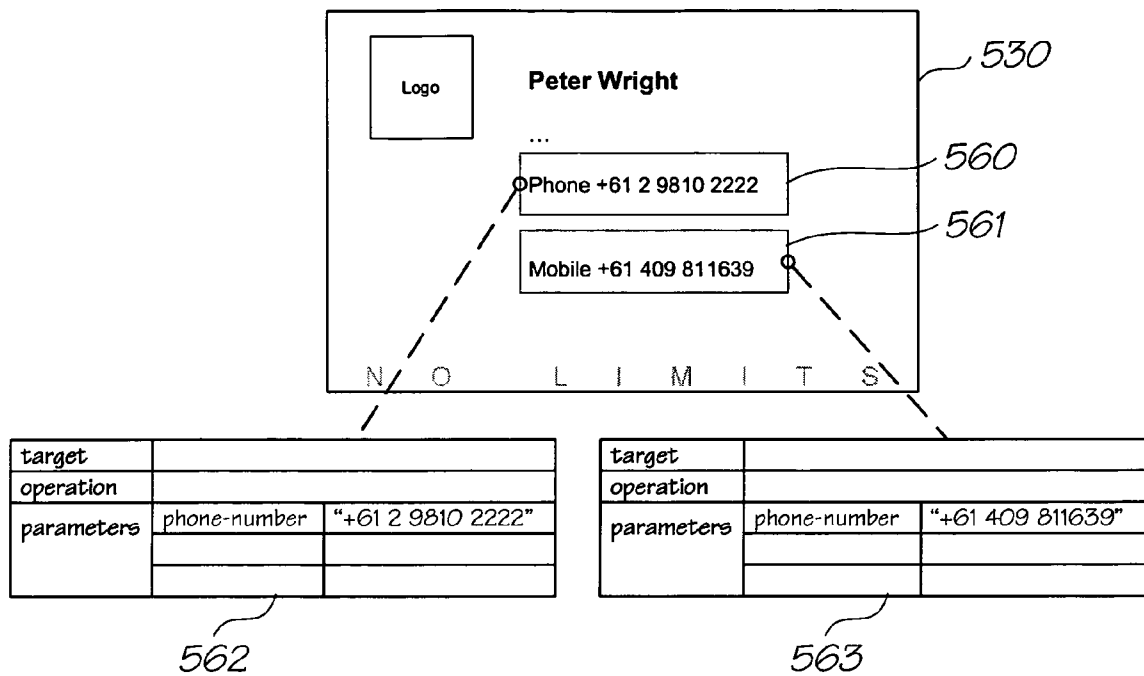 530
Logo
Peter Wright
...
560
Phone +61 2 9810 2222
561
Mobile +61 409 811639
N O L I M I T S
target
operation
parameters phone-number "+61 2 9810 2222"
562
target
operation
parameters phone-number "+61 409 811639"
563